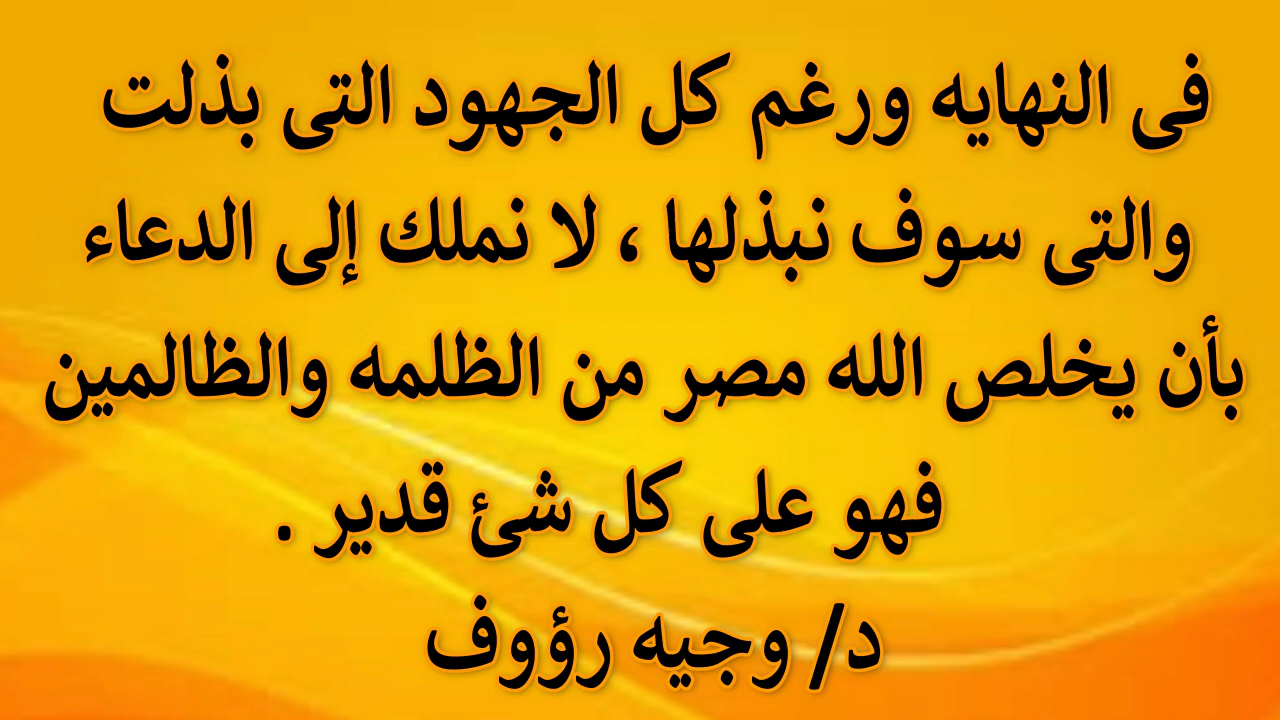 فى النهايه ورغم كل الجهود التى بذلت
والتى سوف نبذلها ، لا نملك إلى الدعاء
بأن يخلص الله مصر من الظلمه والظالمين
فهو على كل شئ قدير .
د/ وجيه رؤوف